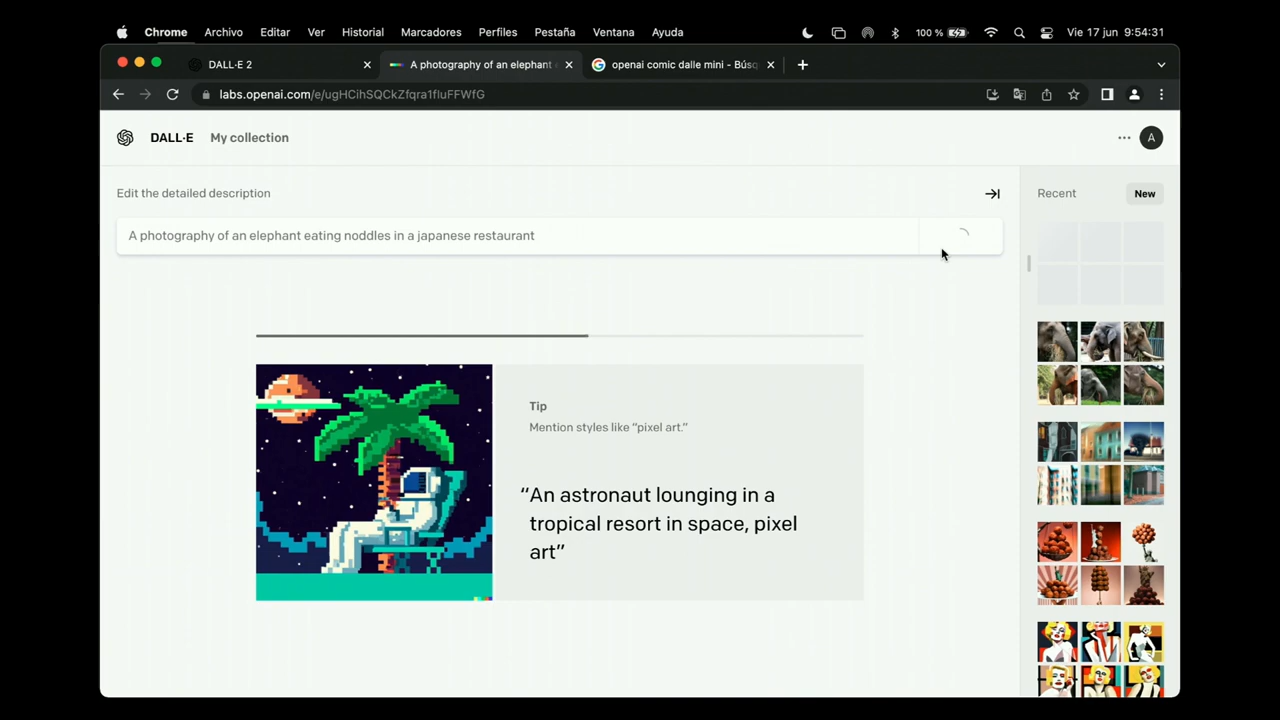 Chrome Archivo Editar Ver Historial Marcadores Perfiles Pestaña Ventana Ayuda 100 % Vie 17 jun 9:54:31
DALL·E 2 A photography of an elephant openai comic dalle mini - Búsq
labs.openai.com/e/ugHCihSQCkZfqra1fluFFWfG
DALL·E My collection A
Edit the detailed description Recent New
A photography of an elephant eating noddles in a japanese restaurant
Tip
Mention styles like “pixel art.”
“An astronaut lounging in a
tropical resort in space, pixel
art”